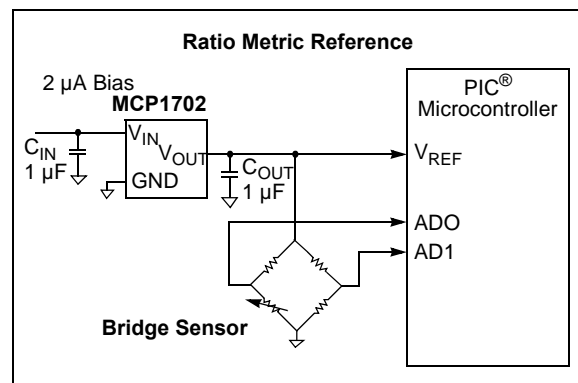 Ratio Metric Reference
2 µA Bias
MCP1702
PIC®
Microcontroller
CIN
1 µF
VIN
VOUT
GND
COUT
1 µF
VREF
ADO
AD1
Bridge Sensor